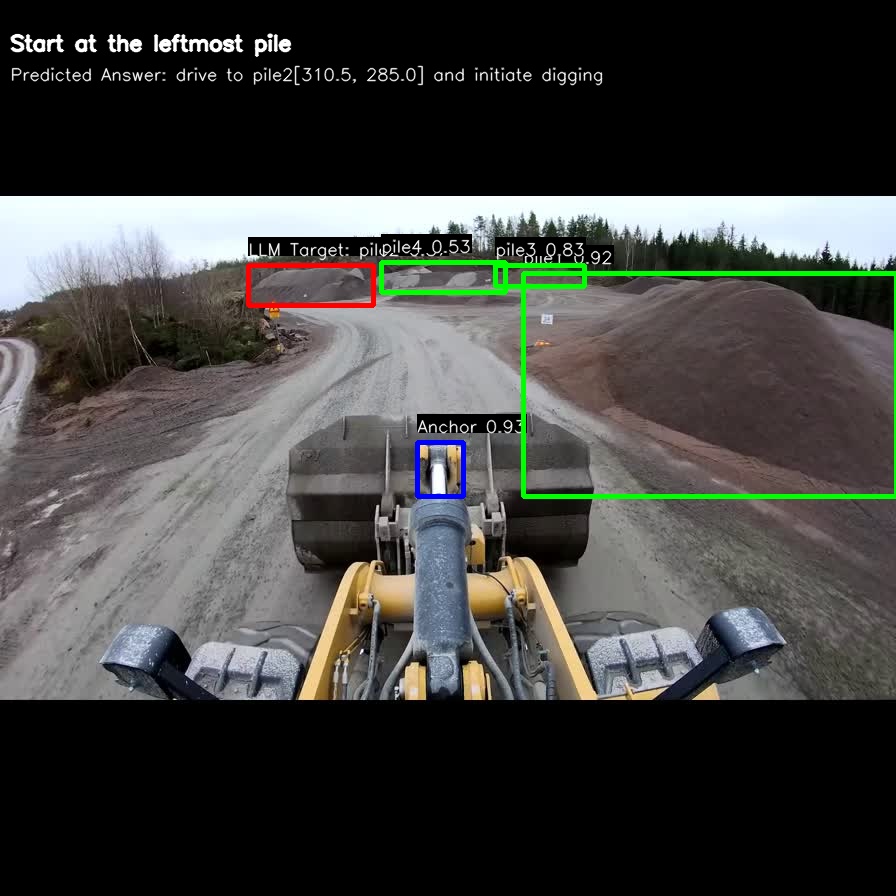 Start at the leftmost pile
Predicted Answer: drive to pile2[310.5, 285.0] and initiate digging
LLM Target:
pile4 0.53
pile3 0.83
pile1 0.92
Anchor 0.93